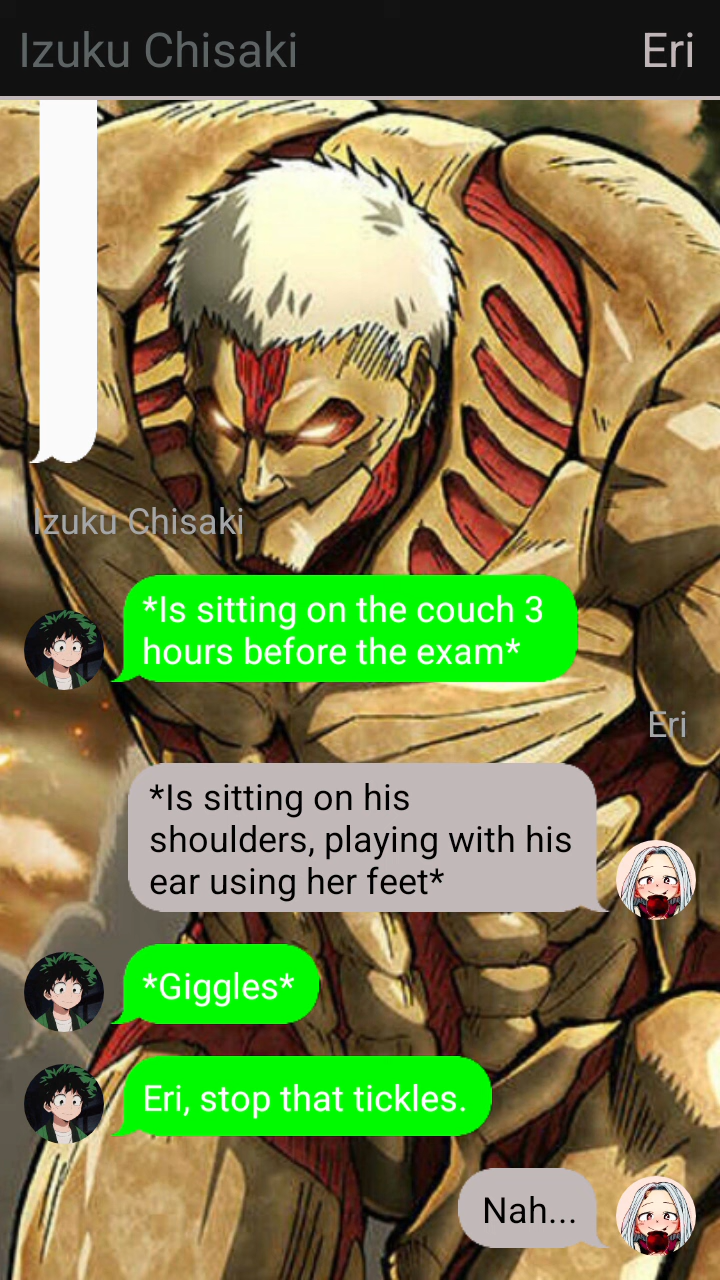 Izuku Chisaki Eri
Izuku Chisaki
*Is sitting on the couch 3
hours before the exam*
Eri
*Is sitting on his
shoulders, playing with his
ear using her feet*
*Giggles*
Eri, stop that tickles.
Nah...